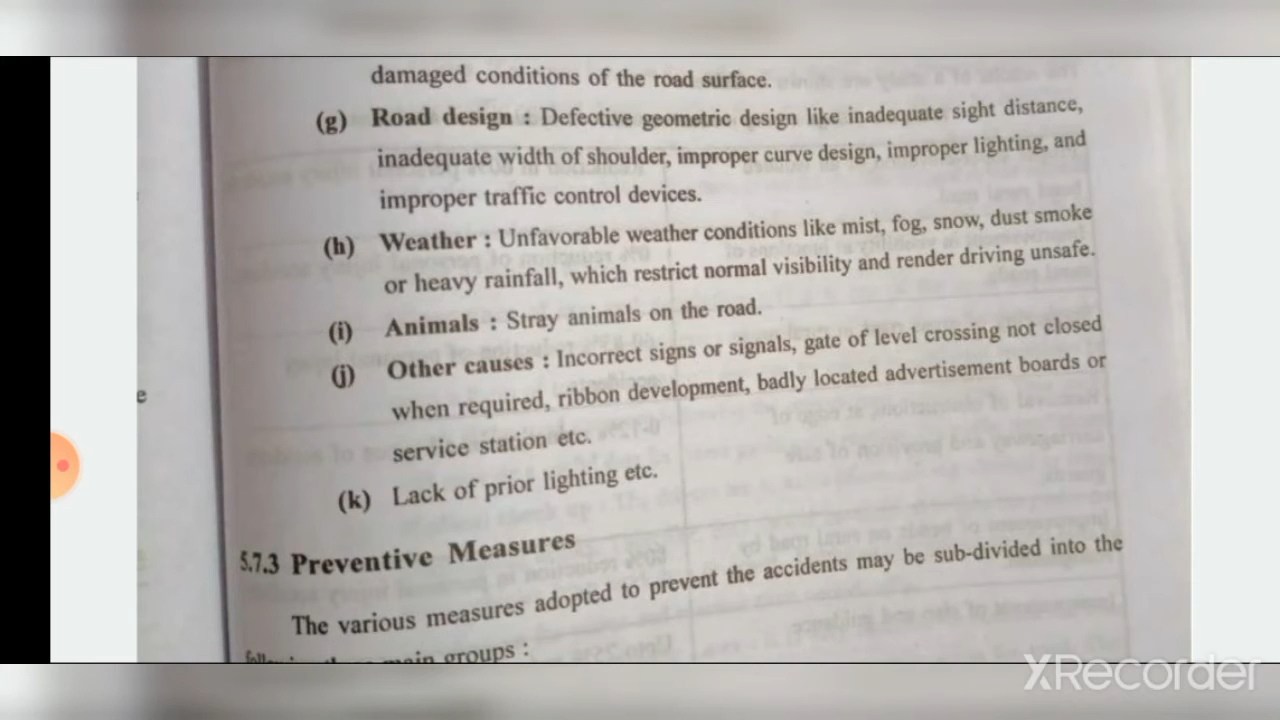 damaged conditions of the road surface.
(g) Road design : Defective geometric design like inadequate sight distance,
inadequate width of shoulder, improper curve design, improper lighting, and
improper traffic control devices.
(h) Weather : Unfavorable weather conditions like mist, fog, snow, dust smoke
or heavy rainfall, which restrict normal visibility and render driving unsafe.
(i) Animals : Stray animals on the road.
(j) Other causes : Incorrect signs or signals, gate of level crossing not closed
when required, ribbon development, badly located advertisement boards or
service station etc.
(k) Lack of prior lighting etc.
5.7.3 Preventive Measures
The various measures adopted to prevent the accidents may be sub-divided into the
main groups :
e
XRecorder